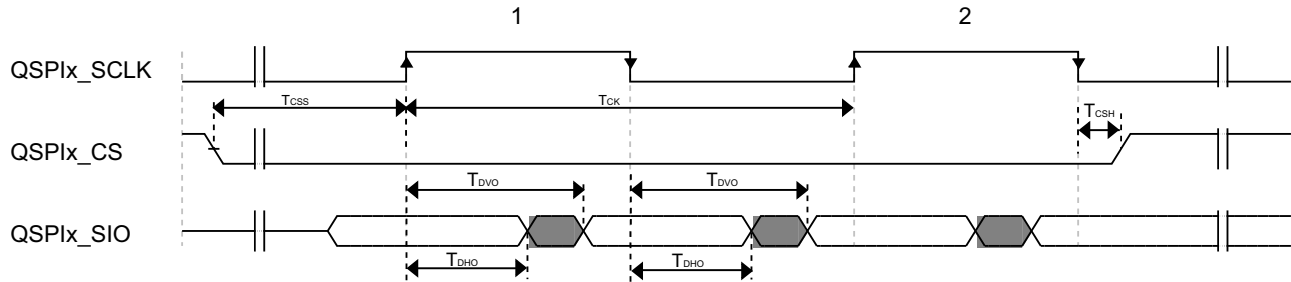 1 2
QSPIx_SCLK
TCSS TCK
TCSH
QSPIx_CS
TDVO TDVO
QSPIx_SIO
TDHO TDHO